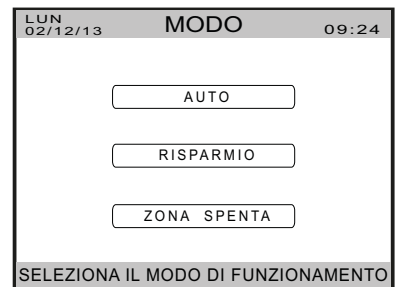 LUN
02/12/13 MODO 09:24
AUTO
RISPARMIO
ZONA SPENTA
SELEZIONA IL MODO DI FUNZIONAMENTO